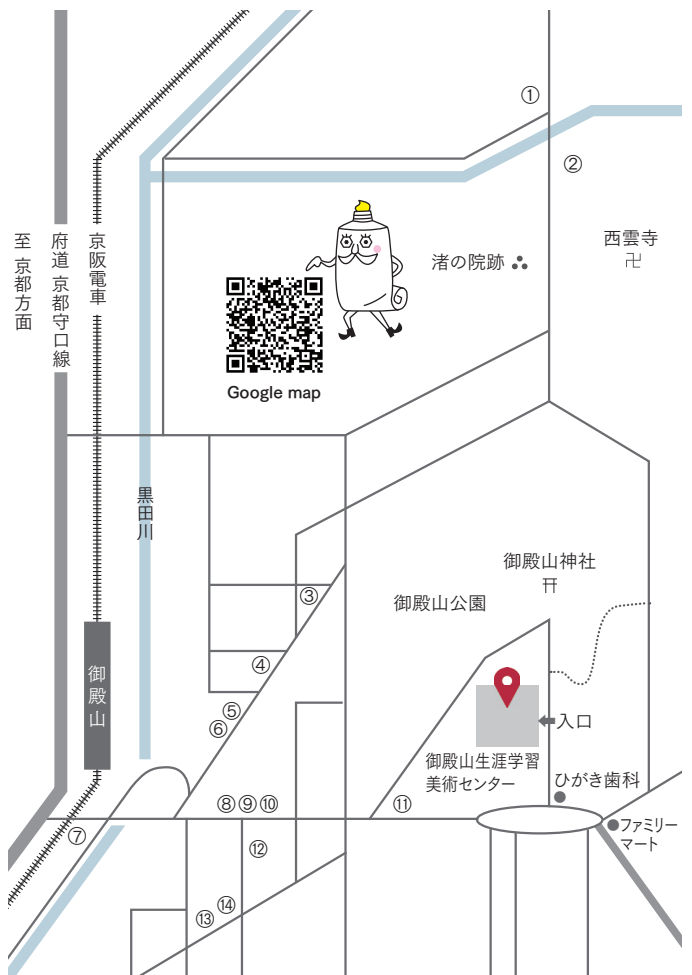 ①
②
西雲寺
渚の院跡
至 京都方面
府道 京都守口線
京阪電車
Google map
黒田川
御殿山神社
御殿山公園
③
④
⑤
⑥
御殿山
入口
御殿山生涯学習
美術センター
ひがき歯科
⑦
⑧⑨⑩
⑪
ファミリー
マート
⑫
⑬
⑭